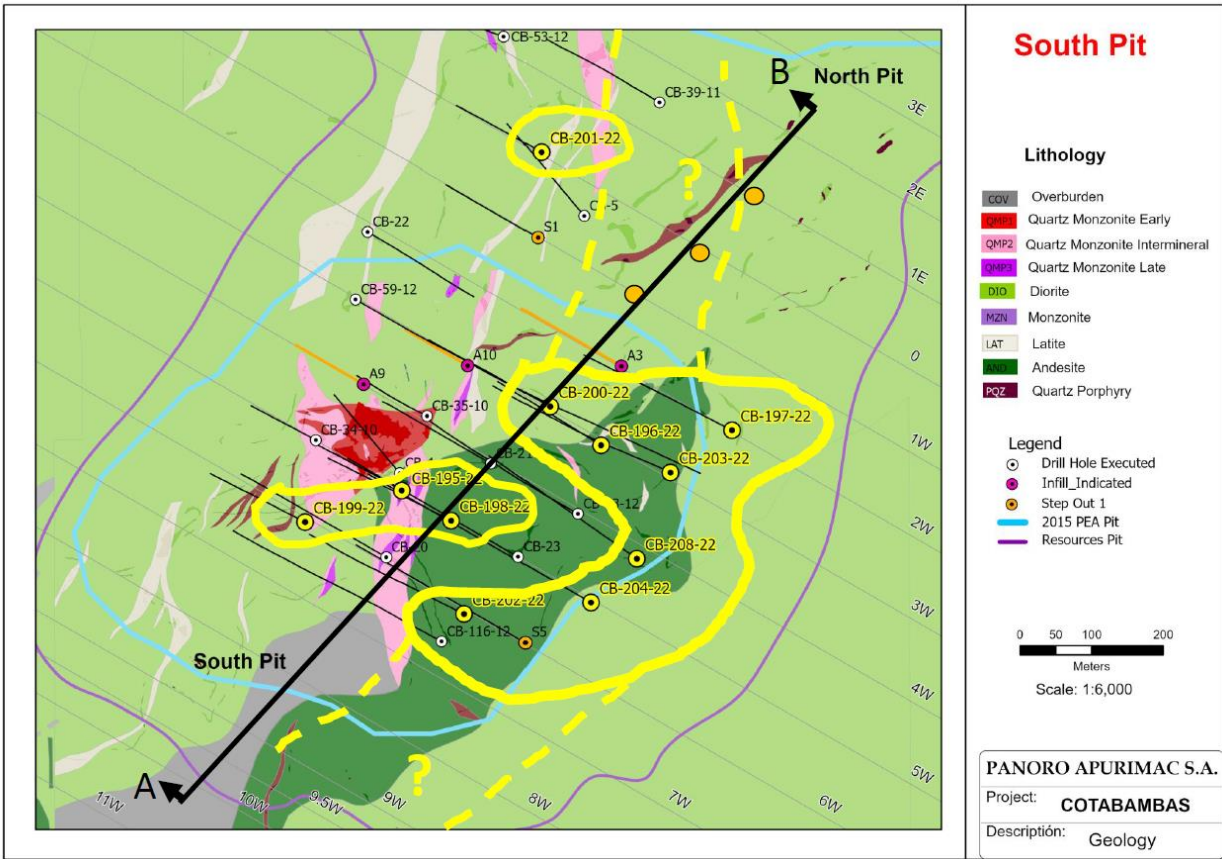 CB-53-12
B
North Pit
CB-39-11
3E
CB-201-22
?
2E
CB-22
S1
1E
CB-59-12
0
A10
A3
A9
CB-200-22
CB-35-10
CB-197-22
CB-34-10
CB-196-22
1W
CB-203-22
CB-195-22
CB-199-22
CB-198-22
2W
CB-208-22
CB-23
CB-204-22
CB-202-22
3W
CB-116-12
S5
South Pit
4W
?
A
5W
11W
10W
9.5W
9W
8W
7W
6W
South Pit
Lithology
COV Overburden
QMP1 Quartz Monzonite Early
QMP2 Quartz Monzonite Intermineral
QMP3 Quartz Monzonite Late
DIO Diorite
MZN Monzonite
LAT Latite
AND Andesite
PQZ Quartz Porphyry
Legend
Drill Hole Executed
Infill_Indicated
Step Out 1
2015 PEA Pit
Resources Pit
0 50 100 200
Meters
Scale: 1:6,000
PANORO APURIMAC S.A.
Project: COTABAMBAS
Descriptión: Geology